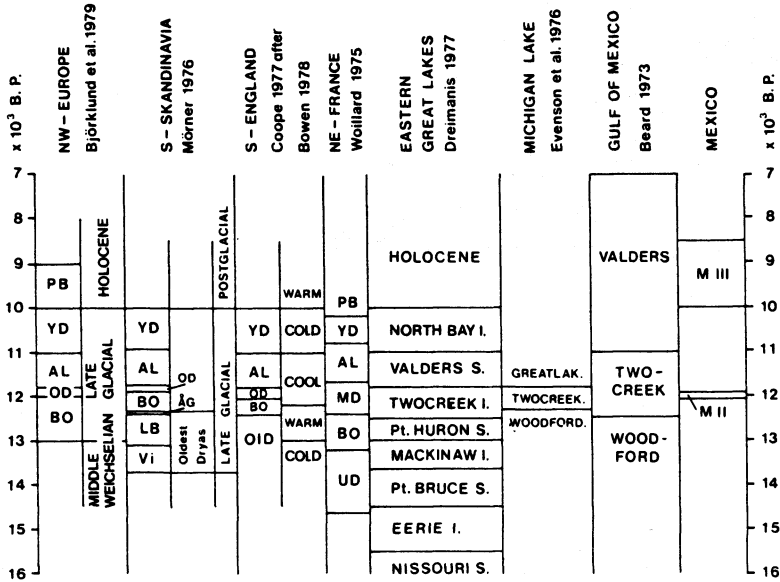 x 10³ B.P.
NW – EUROPE
Björklund et al. 1979
S – SKANDINAVIA
Mörner 1976
S – ENGLAND
Coope 1977 after
Bowen 1978
NE – FRANCE
Woillard 1975
EASTERN
GREAT LAKES
Dreimanis 1977
MICHIGAN LAKE
Evenson et al. 1976
GULF OF MEXICO
Beard 1973
MEXICO
x 10³ B.P.
7
8
9
10
11
12
13
14
15
16
PB
YD
AL
OD
BO
HOLOCENE
LATE
GLACIAL
MIDDLE
WEICHSELIAN
YD
AL
BO
LB
Vi
OD
ÅG
Oldest
Dryas
POSTGLACIAL
LATE GLACIAL
YD
AL
OD
BO
OID
WARM
COLD
COOL
WARM
COLD
PB
YD
AL
MD
BO
UD
HOLOCENE
NORTH BAY I.
VALDERS S.
TWOCREEK I.
Pt. HURON S.
MACKINAW I.
Pt. BRUCE S.
EERIE I.
NISSOURI S.
GREATLAK.
TWOCREEK.
WOODFORD.
VALDERS
TWO-
CREEK
WOOD-
FORD
M III
M II
7
8
9
10
11
12
13
14
15
16